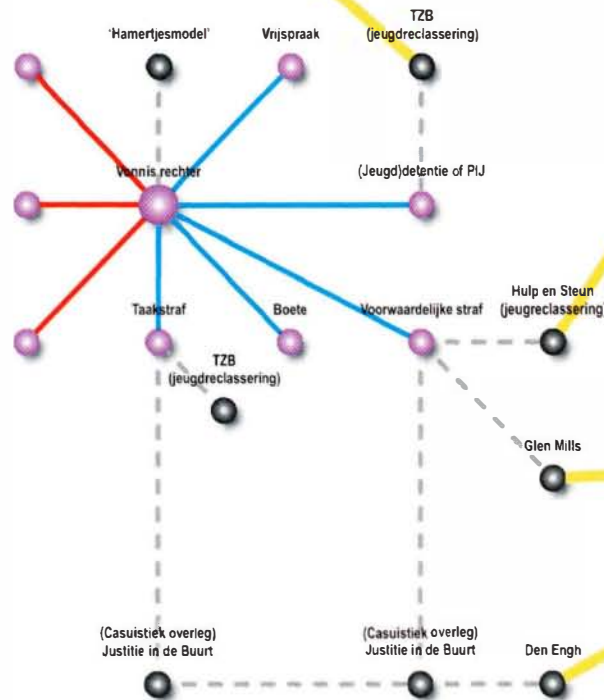 TZB
(jeugdreclassering)
'Hamertjesmodel'
Vrijspraak
Vonnis rechter
(Jeugd)detentie of PIJ
Hulp en Steun
(jeugreclassering)
Taakstraf
Boete
Voorwaardelijke straf
TZB
(jeugdreclassering)
Glen Mills
(Casuistiek overleg)
Justitie in de Buurt
(Casuistiek overleg)
Justitie in de Buurt
Den Engh